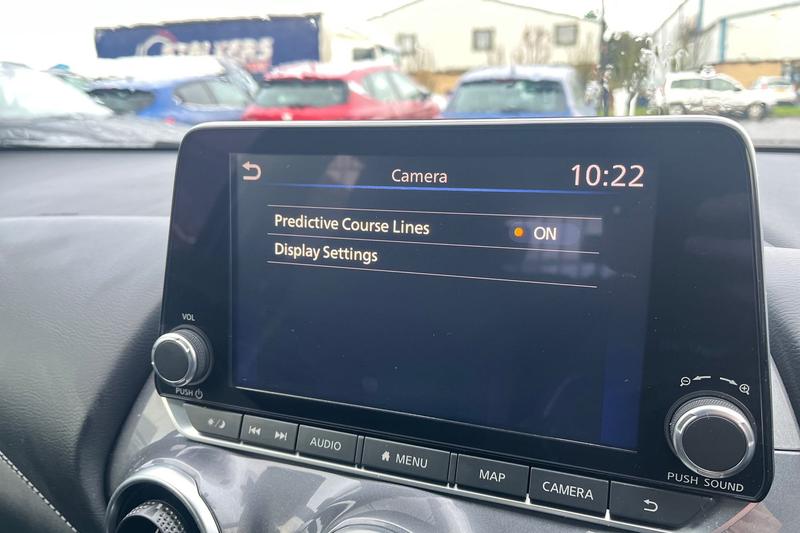 STALKERS
Camera
10:22
Predictive Course Lines
ON
Display Settings
VOL
PUSH
AUDIO
MENU
MAP
CAMERA
PUSH SOUND